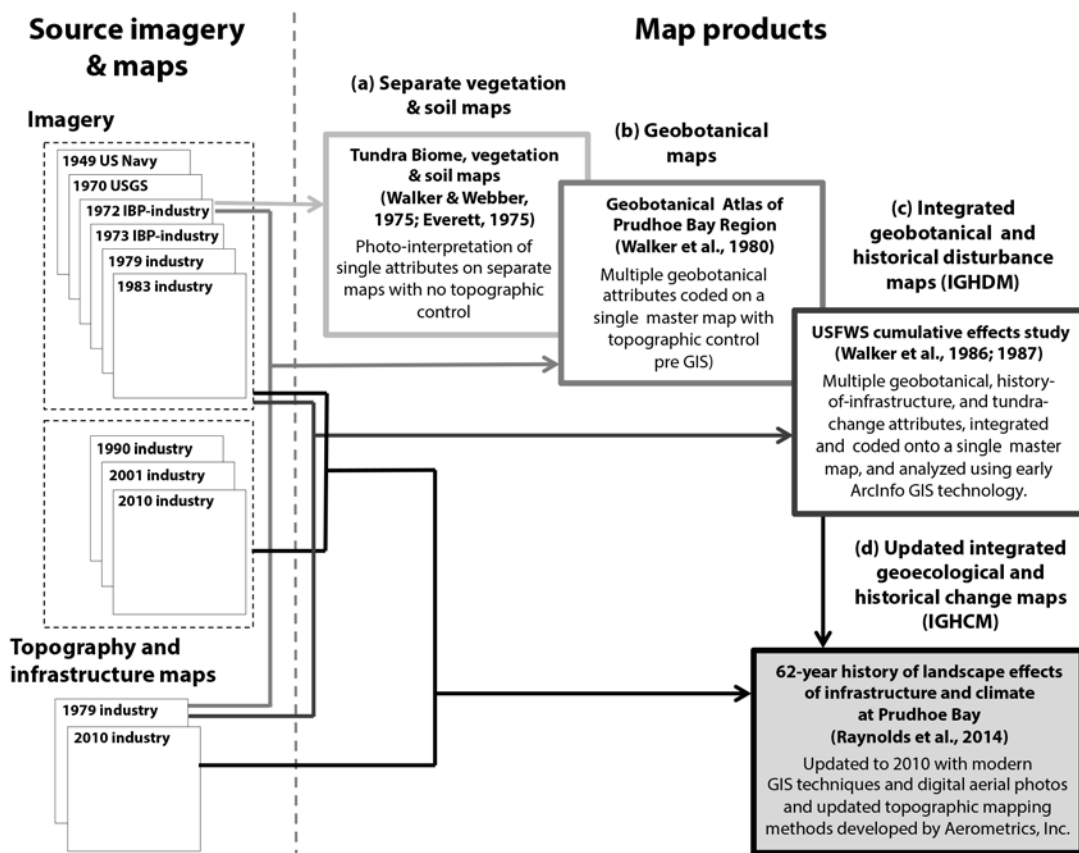 Source imagery
& maps
Map products
Imagery
1949 US Navy
1970 USGS
1972 IBP-industry
1973 IBP-industry
1979 industry
1983 industry
1990 industry
2001 industry
2010 industry
Topography and
infrastructure maps
1979 industry
2010 industry
(a) Separate vegetation
& soil maps
Tundra Biome, vegetation
& soil maps
(Walker & Webber,
1975; Everett, 1975)
Photo-interpretation of
single attributes on separate
maps with no topographic
control
(b) Geobotanical
maps
Geobotanical Atlas of
Prudhoe Bay Region
(Walker et al., 1980)
Multiple geobotanical
attributes coded on a
single master map with
topographic control
pre GIS)
(c) Integrated
geobotanical and
historical disturbance
maps (IGHDM)
USFWS cumulative effects study
(Walker et al., 1986; 1987)
Multiple geobotanical, history-
of-infrastructure, and tundra-
change attributes, integrated
and coded onto a single master
map, and analyzed using early
ArcInfo GIS technology.
(d) Updated integrated
geoecological and
historical change maps
(IGHCM)
62-year history of landscape effects
of infrastructure and climate
at Prudhoe Bay
(Raynolds et al., 2014)
Updated to 2010 with modern
GIS techniques and digital aerial photos
and updated topographic mapping
methods developed by Aerometrics, Inc.